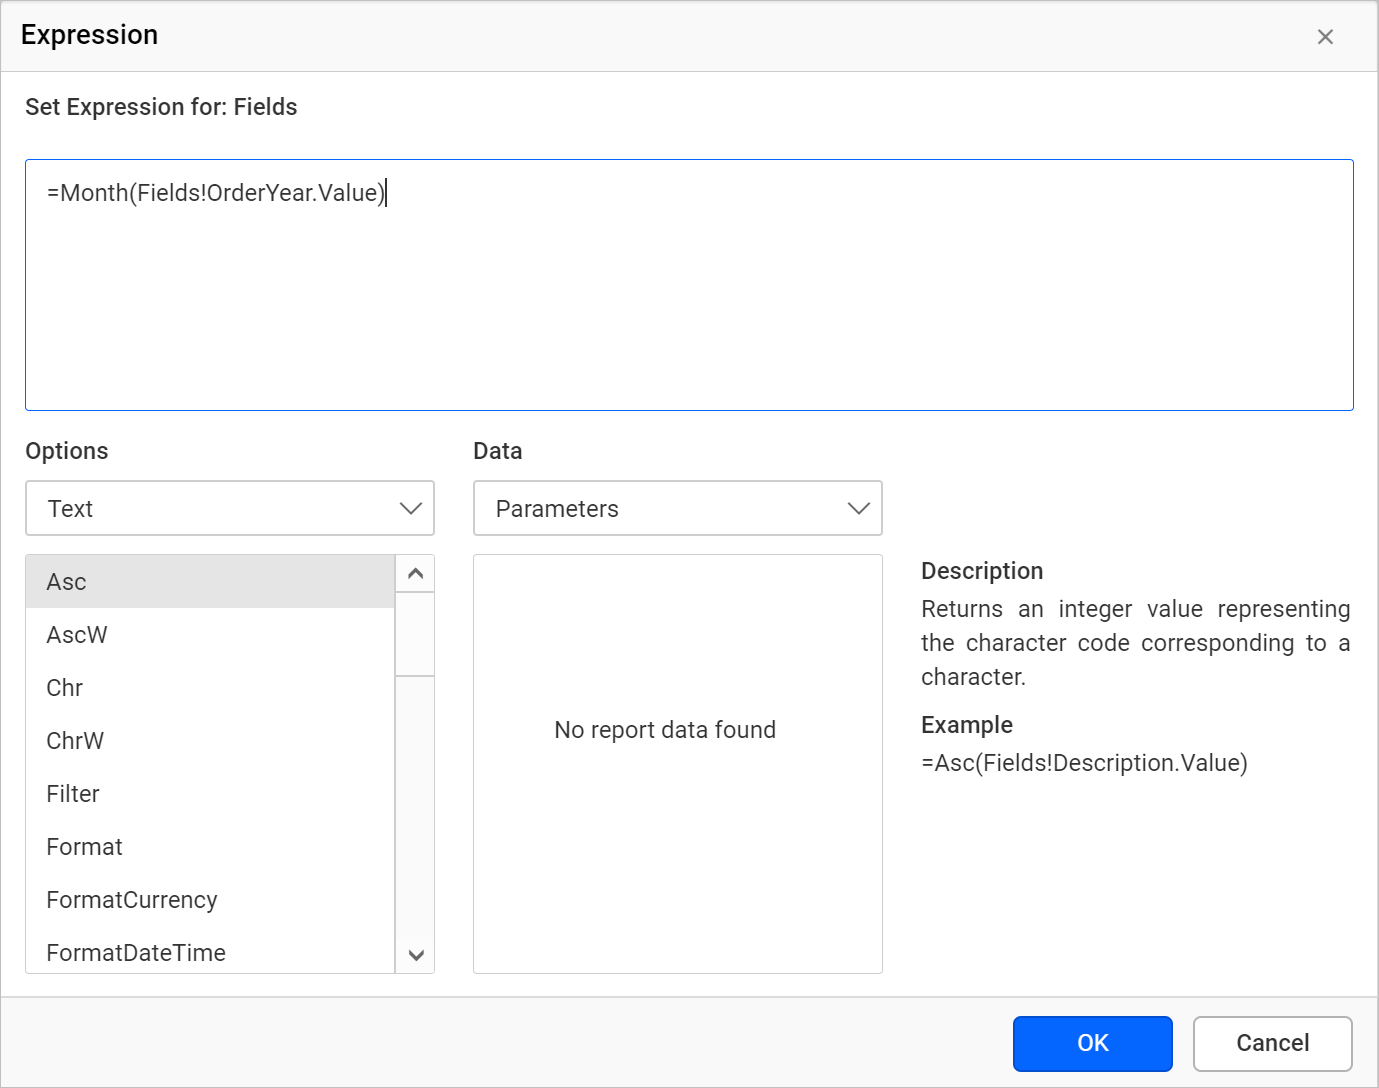 Expression
Set Expression for: Fields
=Month(Fields!OrderYear.Value)
Options
Text
Asc
AscW
Chr
ChrW
Filter
Format
FormatCurrency
FormatDateTime
Data
Parameters
No report data found
Description
Returns an integer value representing
the character code corresponding to a
character.
Example
=Asc(Fields!Description.Value)
OK
Cancel